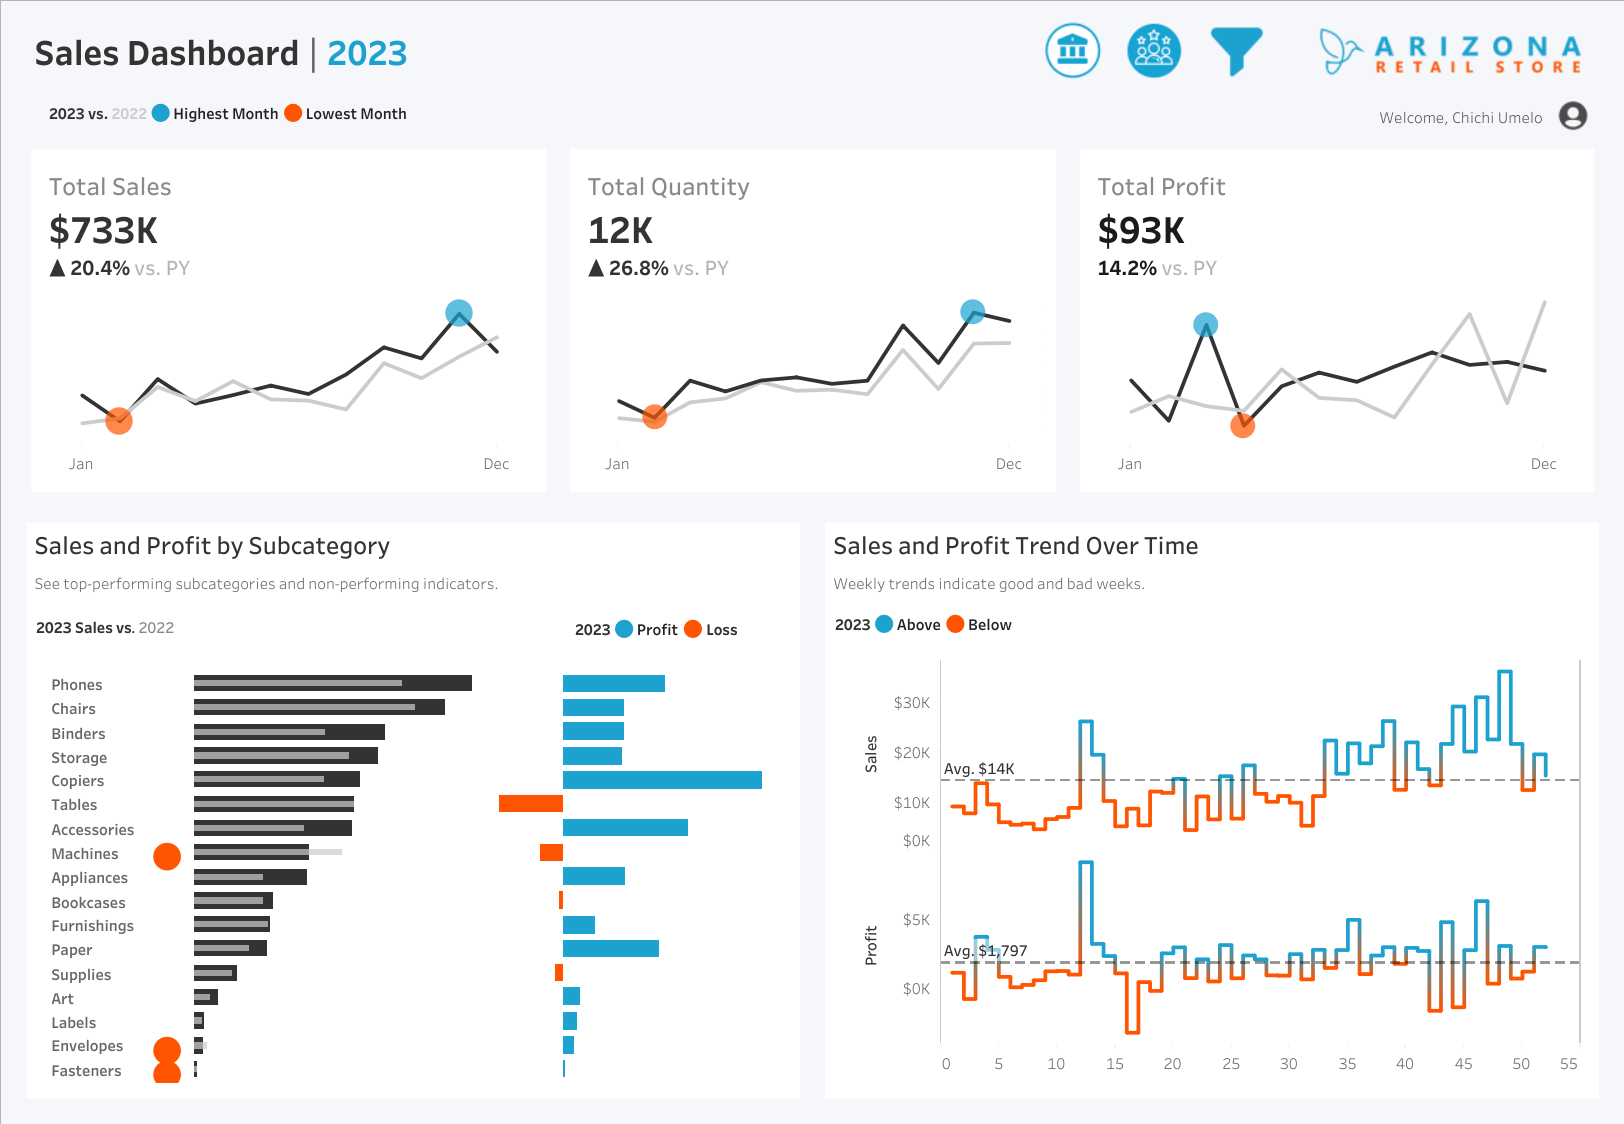 Sales Dashboard | 2023
ARIZONA
RETAIL STORE
2023 vs. 2022 Highest Month Lowest Month
Welcome, Chichi Umelo
Total Sales
$733K
▲ 20.4% vs. PY
Jan Dec
Total Quantity
12K
▲ 26.8% vs. PY
Jan Dec
Total Profit
$93K
14.2% vs. PY
Jan Dec
Sales and Profit by Subcategory
See top-performing subcategories and non-performing indicators.
2023 Sales vs. 2022
2023 Profit Loss
Phones
Chairs
Binders
Storage
Copiers
Tables
Accessories
Machines
Appliances
Bookcases
Furnishings
Paper
Supplies
Art
Labels
Envelopes
Fasteners
Sales and Profit Trend Over Time
Weekly trends indicate good and bad weeks.
2023 Above Below
Sales
$30K
$20K
Avg. $14K
$10K
$0K
Profit
$5K
Avg. $1,797
$0K
0 5 10 15 20 25 30 35 40 45 50 55